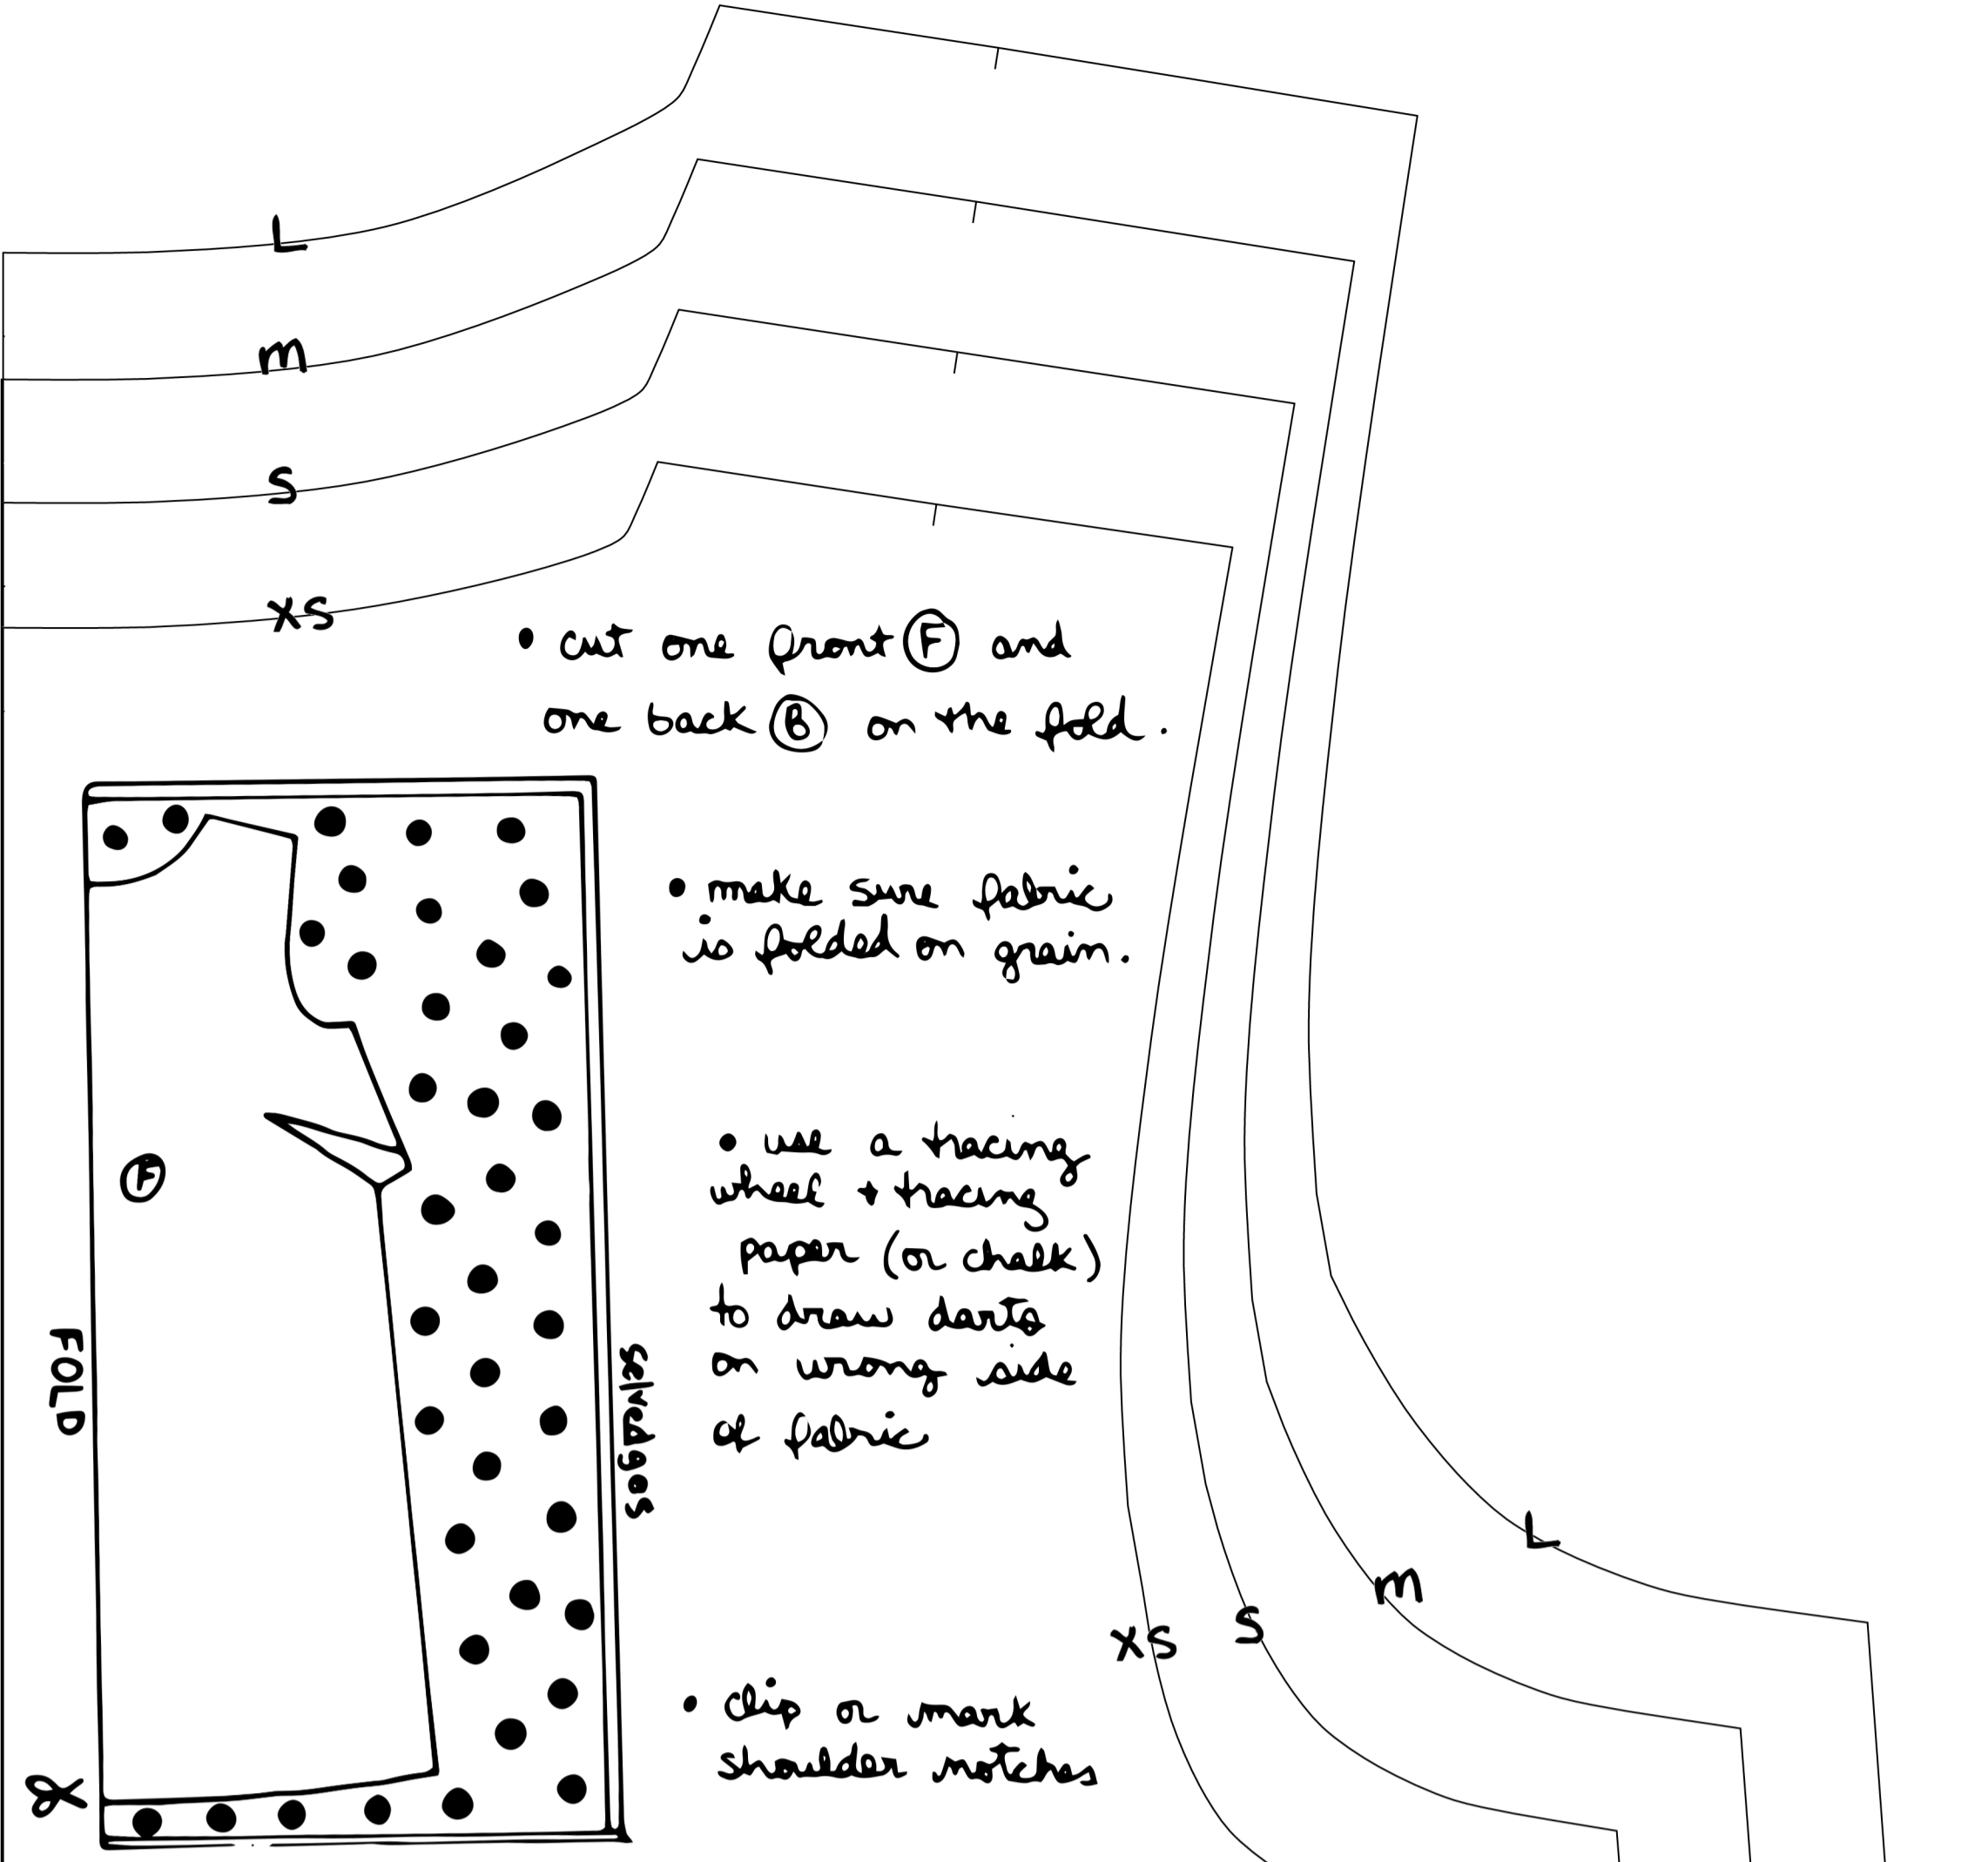 L
m
S
XS
• cut one front Ⓕ and
one back Ⓑ on the fold.
• make sure fabric
is folded on grain.
• use a tracing
wheel + tracing
paper (or chalk)
to draw darts
on wrong side
of fabric
• clip or mark
shoulder notches
F
FOLD
selvedges
L
m
S
XS